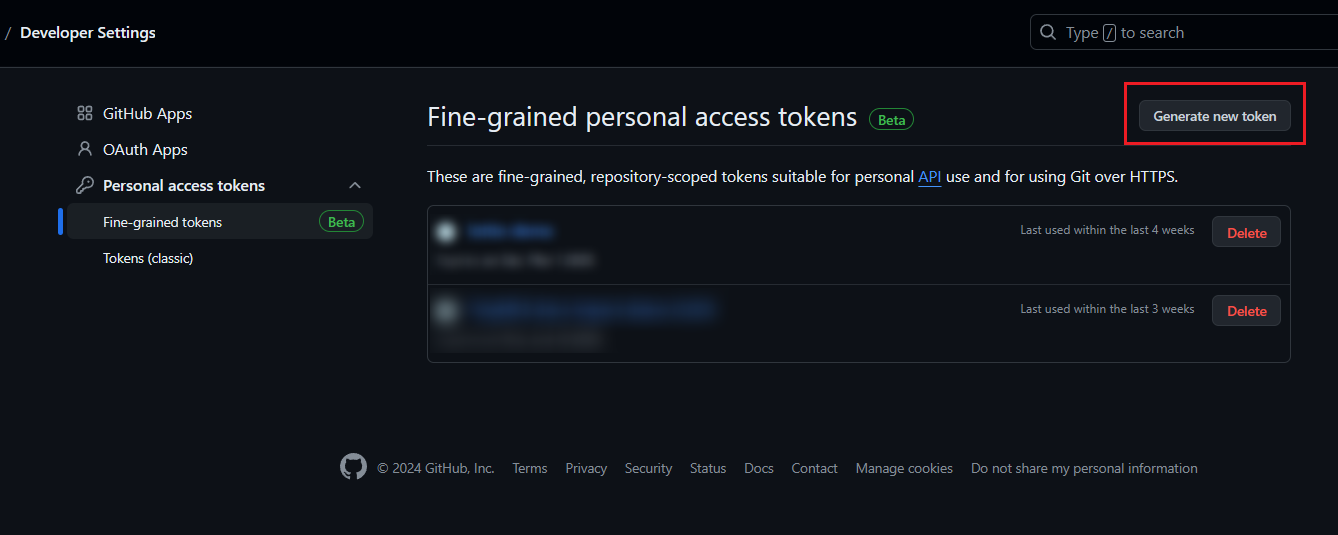 / Developer Settings
Type / to search
GitHub Apps
OAuth Apps
Personal access tokens
Fine-grained tokens Beta
Tokens (classic)
Fine-grained personal access tokens Beta
Generate new token
These are fine-grained, repository-scoped tokens suitable for personal API use and for using Git over HTTPS.
Last used within the last 4 weeks Delete
Last used within the last 3 weeks Delete
© 2024 GitHub, Inc. Terms Privacy Security Status Docs Contact Manage cookies Do not share my personal information